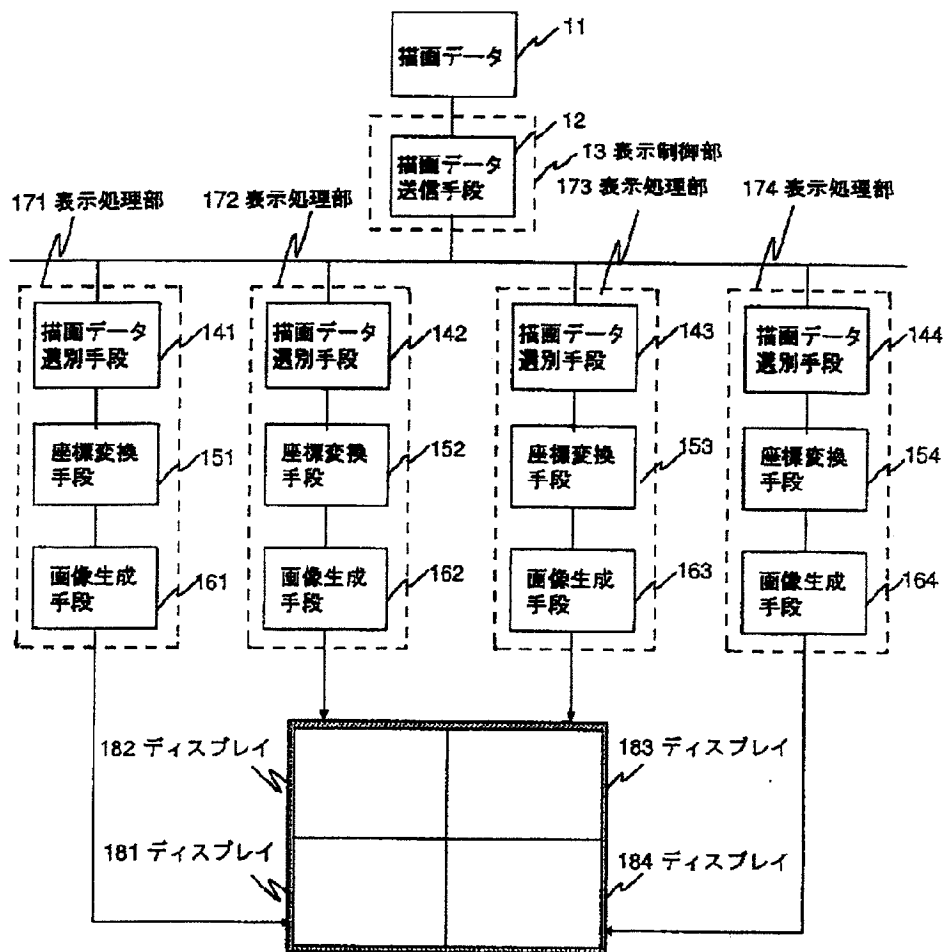 11
描画データ
12
描画データ
送信手段
13 表示制御部
171 表示処理部
172 表示処理部
173 表示処理部
174 表示処理部
描画データ
選別手段
141
描画データ
選別手段
142
描画データ
選別手段
143
描画データ
選別手段
144
座標変換
手段
151
座標変換
手段
152
座標変換
手段
153
座標変換
手段
154
画像生成
手段
161
画像生成
手段
162
画像生成
手段
163
画像生成
手段
164
182 ディスプレイ
183 ディスプレイ
181 ディスプレイ
184 ディスプレイ